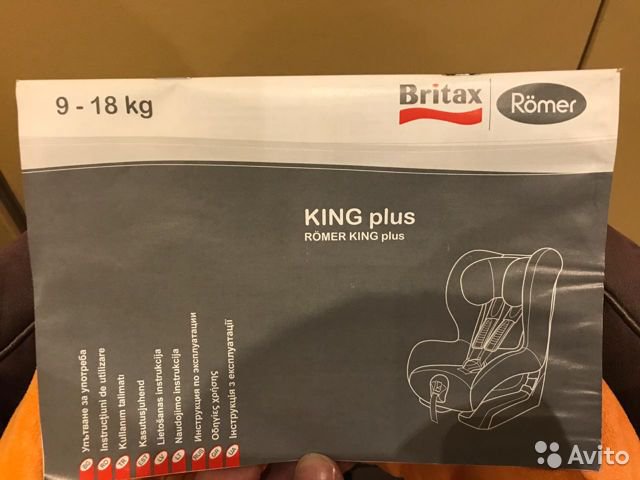 9 - 18 kg
Britax
Römer
KING plus
RÖMER KING plus
Упътване за употреба
Instrucţiuni de utilizare
Kullanım talimatı
Kasutusjuhend
Lietošanas instrukcija
Naudojimo instrukcija
Инструкция по эксплуатации
Οδηγίες χρήσης
Інструкція з експлуатації
Avito